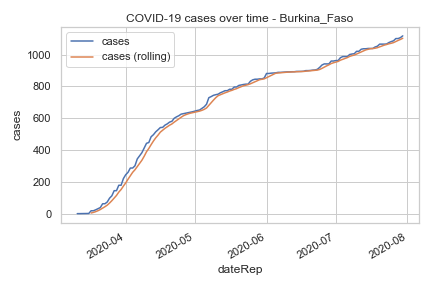 COVID-19 cases over time - Burkina_Faso
cases
cases (rolling)
cases
1000
800
600
400
200
0
2020-04
2020-05
2020-06
2020-07
2020-08
dateRep